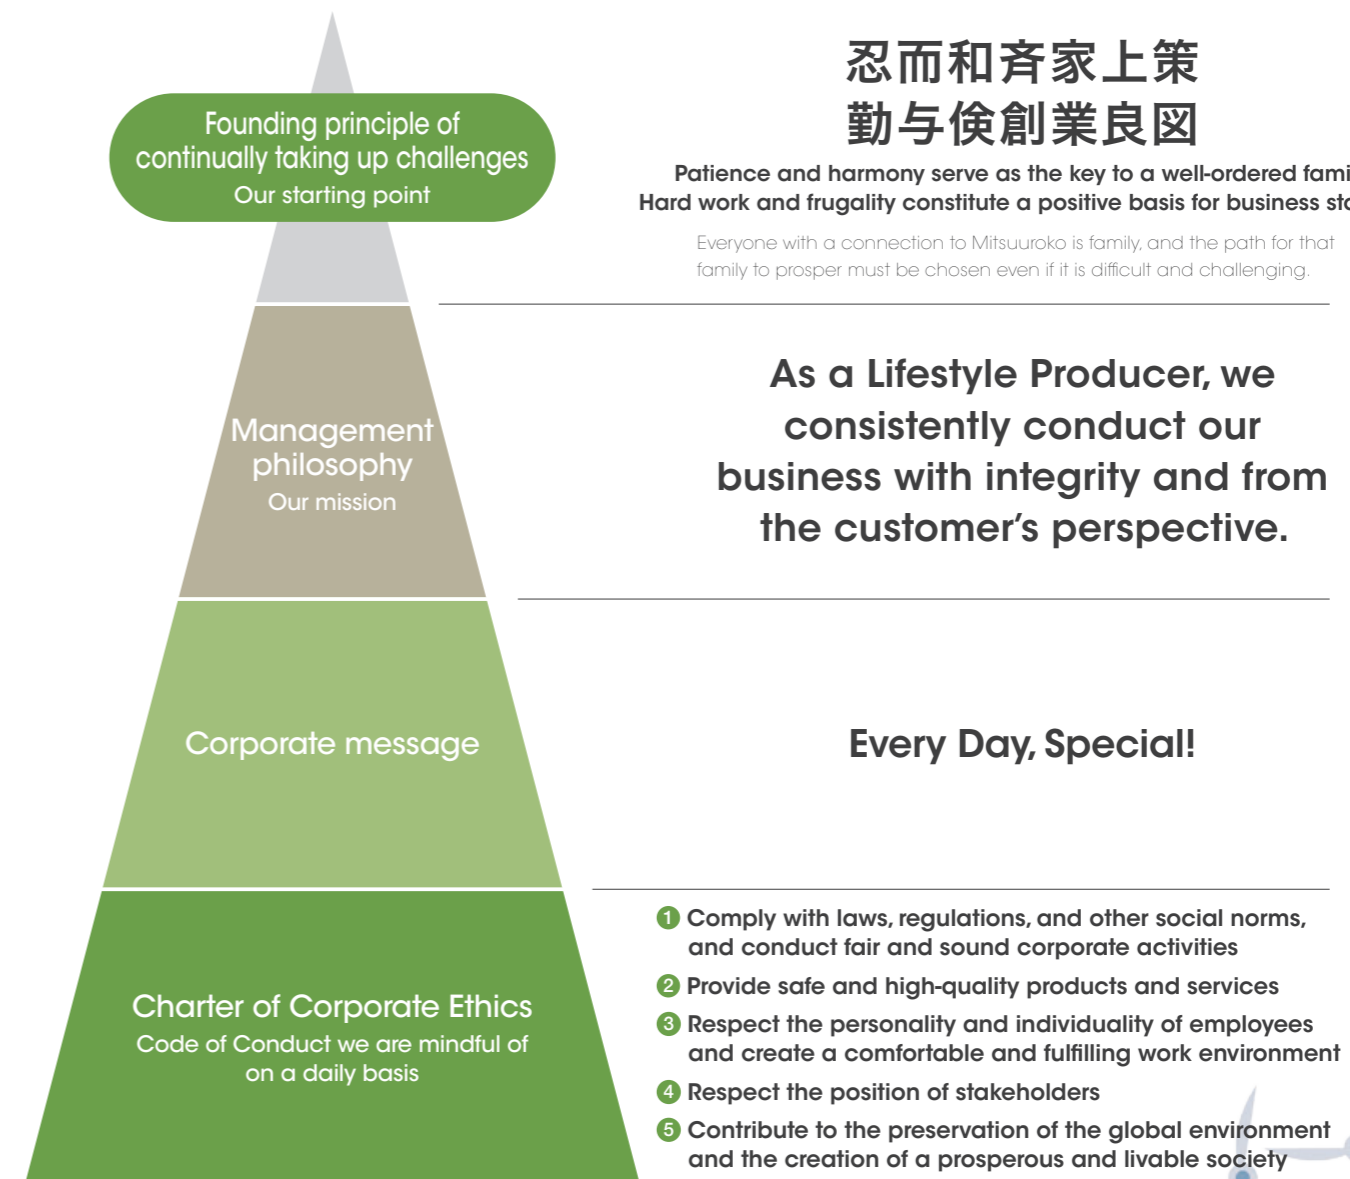 Founding principle of
continually taking up challenges
Our starting point
忍而和斉家上策
勤与倹創業良図
Patience and harmony serve as the key to a well-ordered
Hard work and frugality constitute a positive basis for business
Everyone with a connection to Mitsuuroko is family, and the path for that
family to prosper must be chosen even if it is difficult and challenging.
Management
philosophy
Our mission
As a Lifestyle Producer, we
consistently conduct our
business with integrity and from
the customer’s perspective.
Corporate message
Every Day, Special!
Charter of Corporate Ethics
Code of Conduct we are mindful of
on a daily basis
1 Comply with laws, regulations, and other social norms,
and conduct fair and sound corporate activities
2 Provide safe and high-quality products and services
3 Respect the personality and individuality of employees
and create a comfortable and fulfilling work environment
4 Respect the position of stakeholders
5 Contribute to the preservation of the global environment
and the creation of a prosperous and livable society